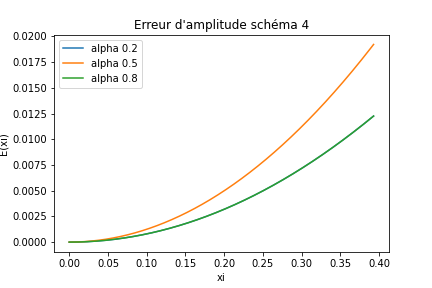 Erreur d'amplitude schéma 4
0.0200
0.0175
0.0150
0.0125
0.0100
0.0075
0.0050
0.0025
0.0000
E(xi)
alpha 0.2
alpha 0.5
alpha 0.8
0.00 0.05 0.10 0.15 0.20 0.25 0.30 0.35 0.40
xi